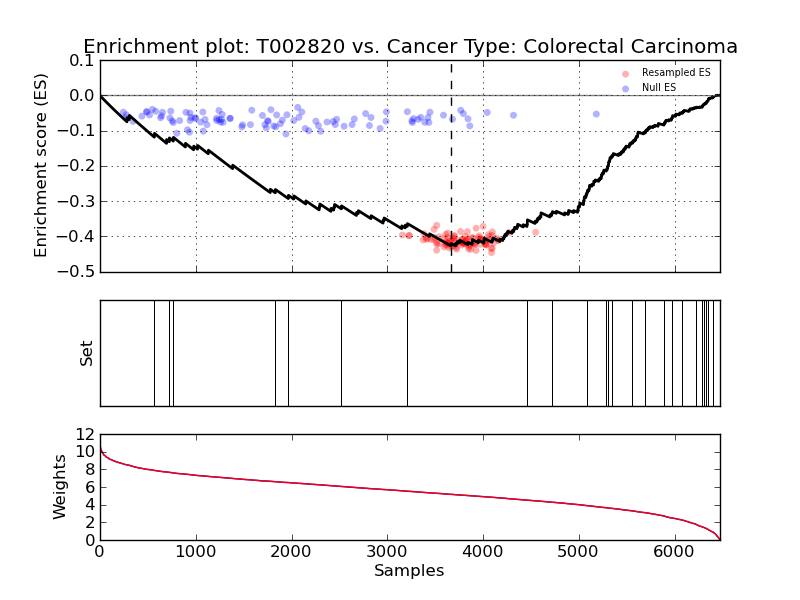 Enrichment plot: T002820 vs. Cancer Type: Colorectal Carcinoma
Enrichment score (ES)
0.1
0.0
−0.1
−0.2
−0.3
−0.4
−0.5
Resampled ES
Null ES
Set
Weights
12
10
8
6
4
2
0
0 1000 2000 3000 4000 5000 6000
Samples